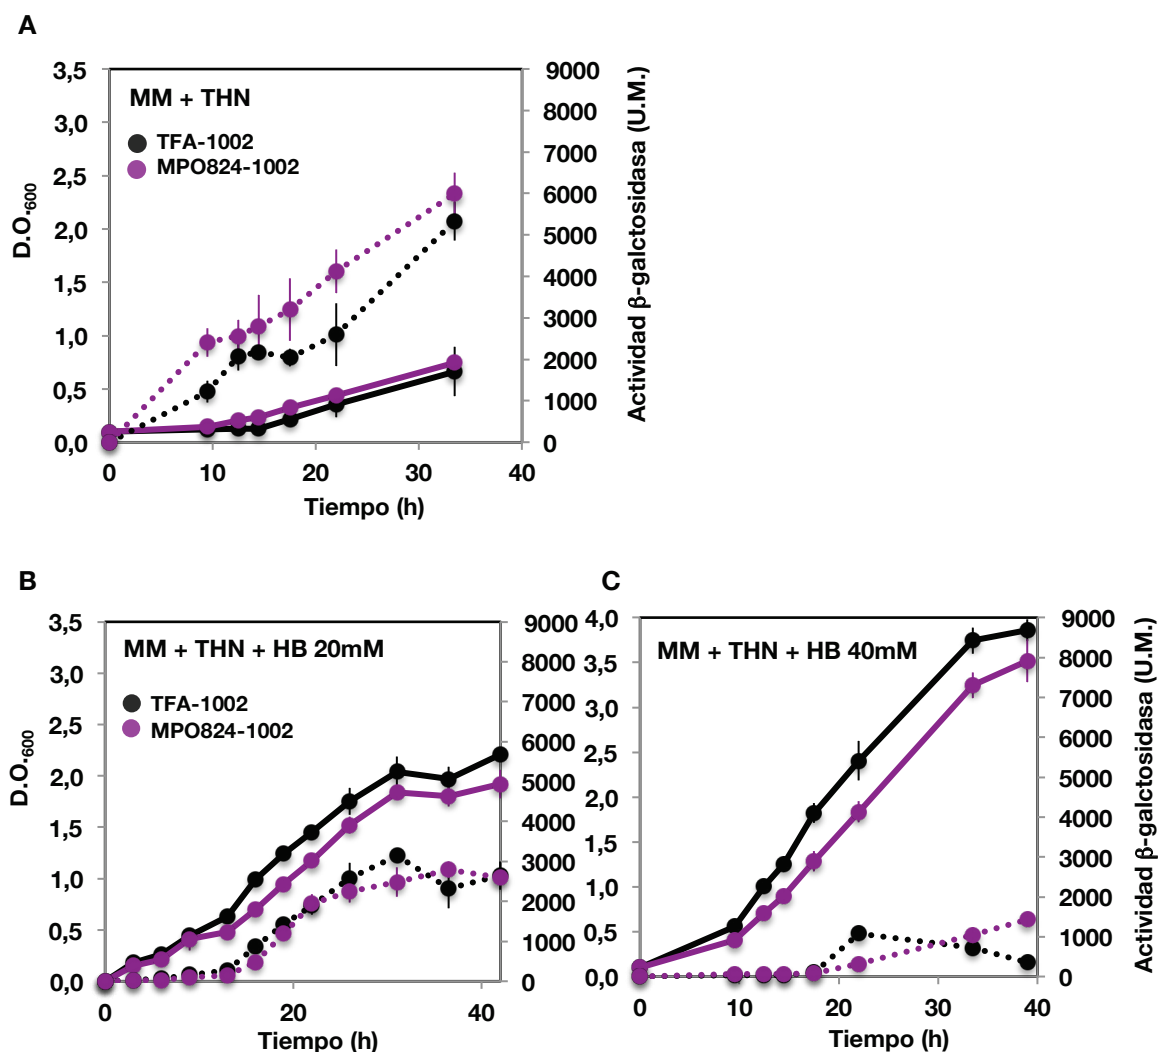 A
MM + THN
TFA-1002
MPO824-1002
3,5
3,0
2,5
2,0
1,5
1,0
0,5
0,0
D.O.600
9000
8000
7000
6000
5000
4000
3000
2000
1000
0
Actividad β-galctosidasa (U.M.)
0 10 20 30 40
Tiempo (h)
B
MM + THN + HB 20mM
TFA-1002
MPO824-1002
3,5
3,0
2,5
2,0
1,5
1,0
0,5
0,0
D.O.600
9000
8000
7000
6000
5000
4000
3000
2000
1000
0
0 20 40
Tiempo (h)
C
MM + THN + HB 40mM
4,0
3,5
3,0
2,5
2,0
1,5
1,0
0,5
0,0
9000
8000
7000
6000
5000
4000
3000
2000
1000
0
Actividad β-galctosidasa (U.M.)
0 10 20 30 40
Tiempo (h)